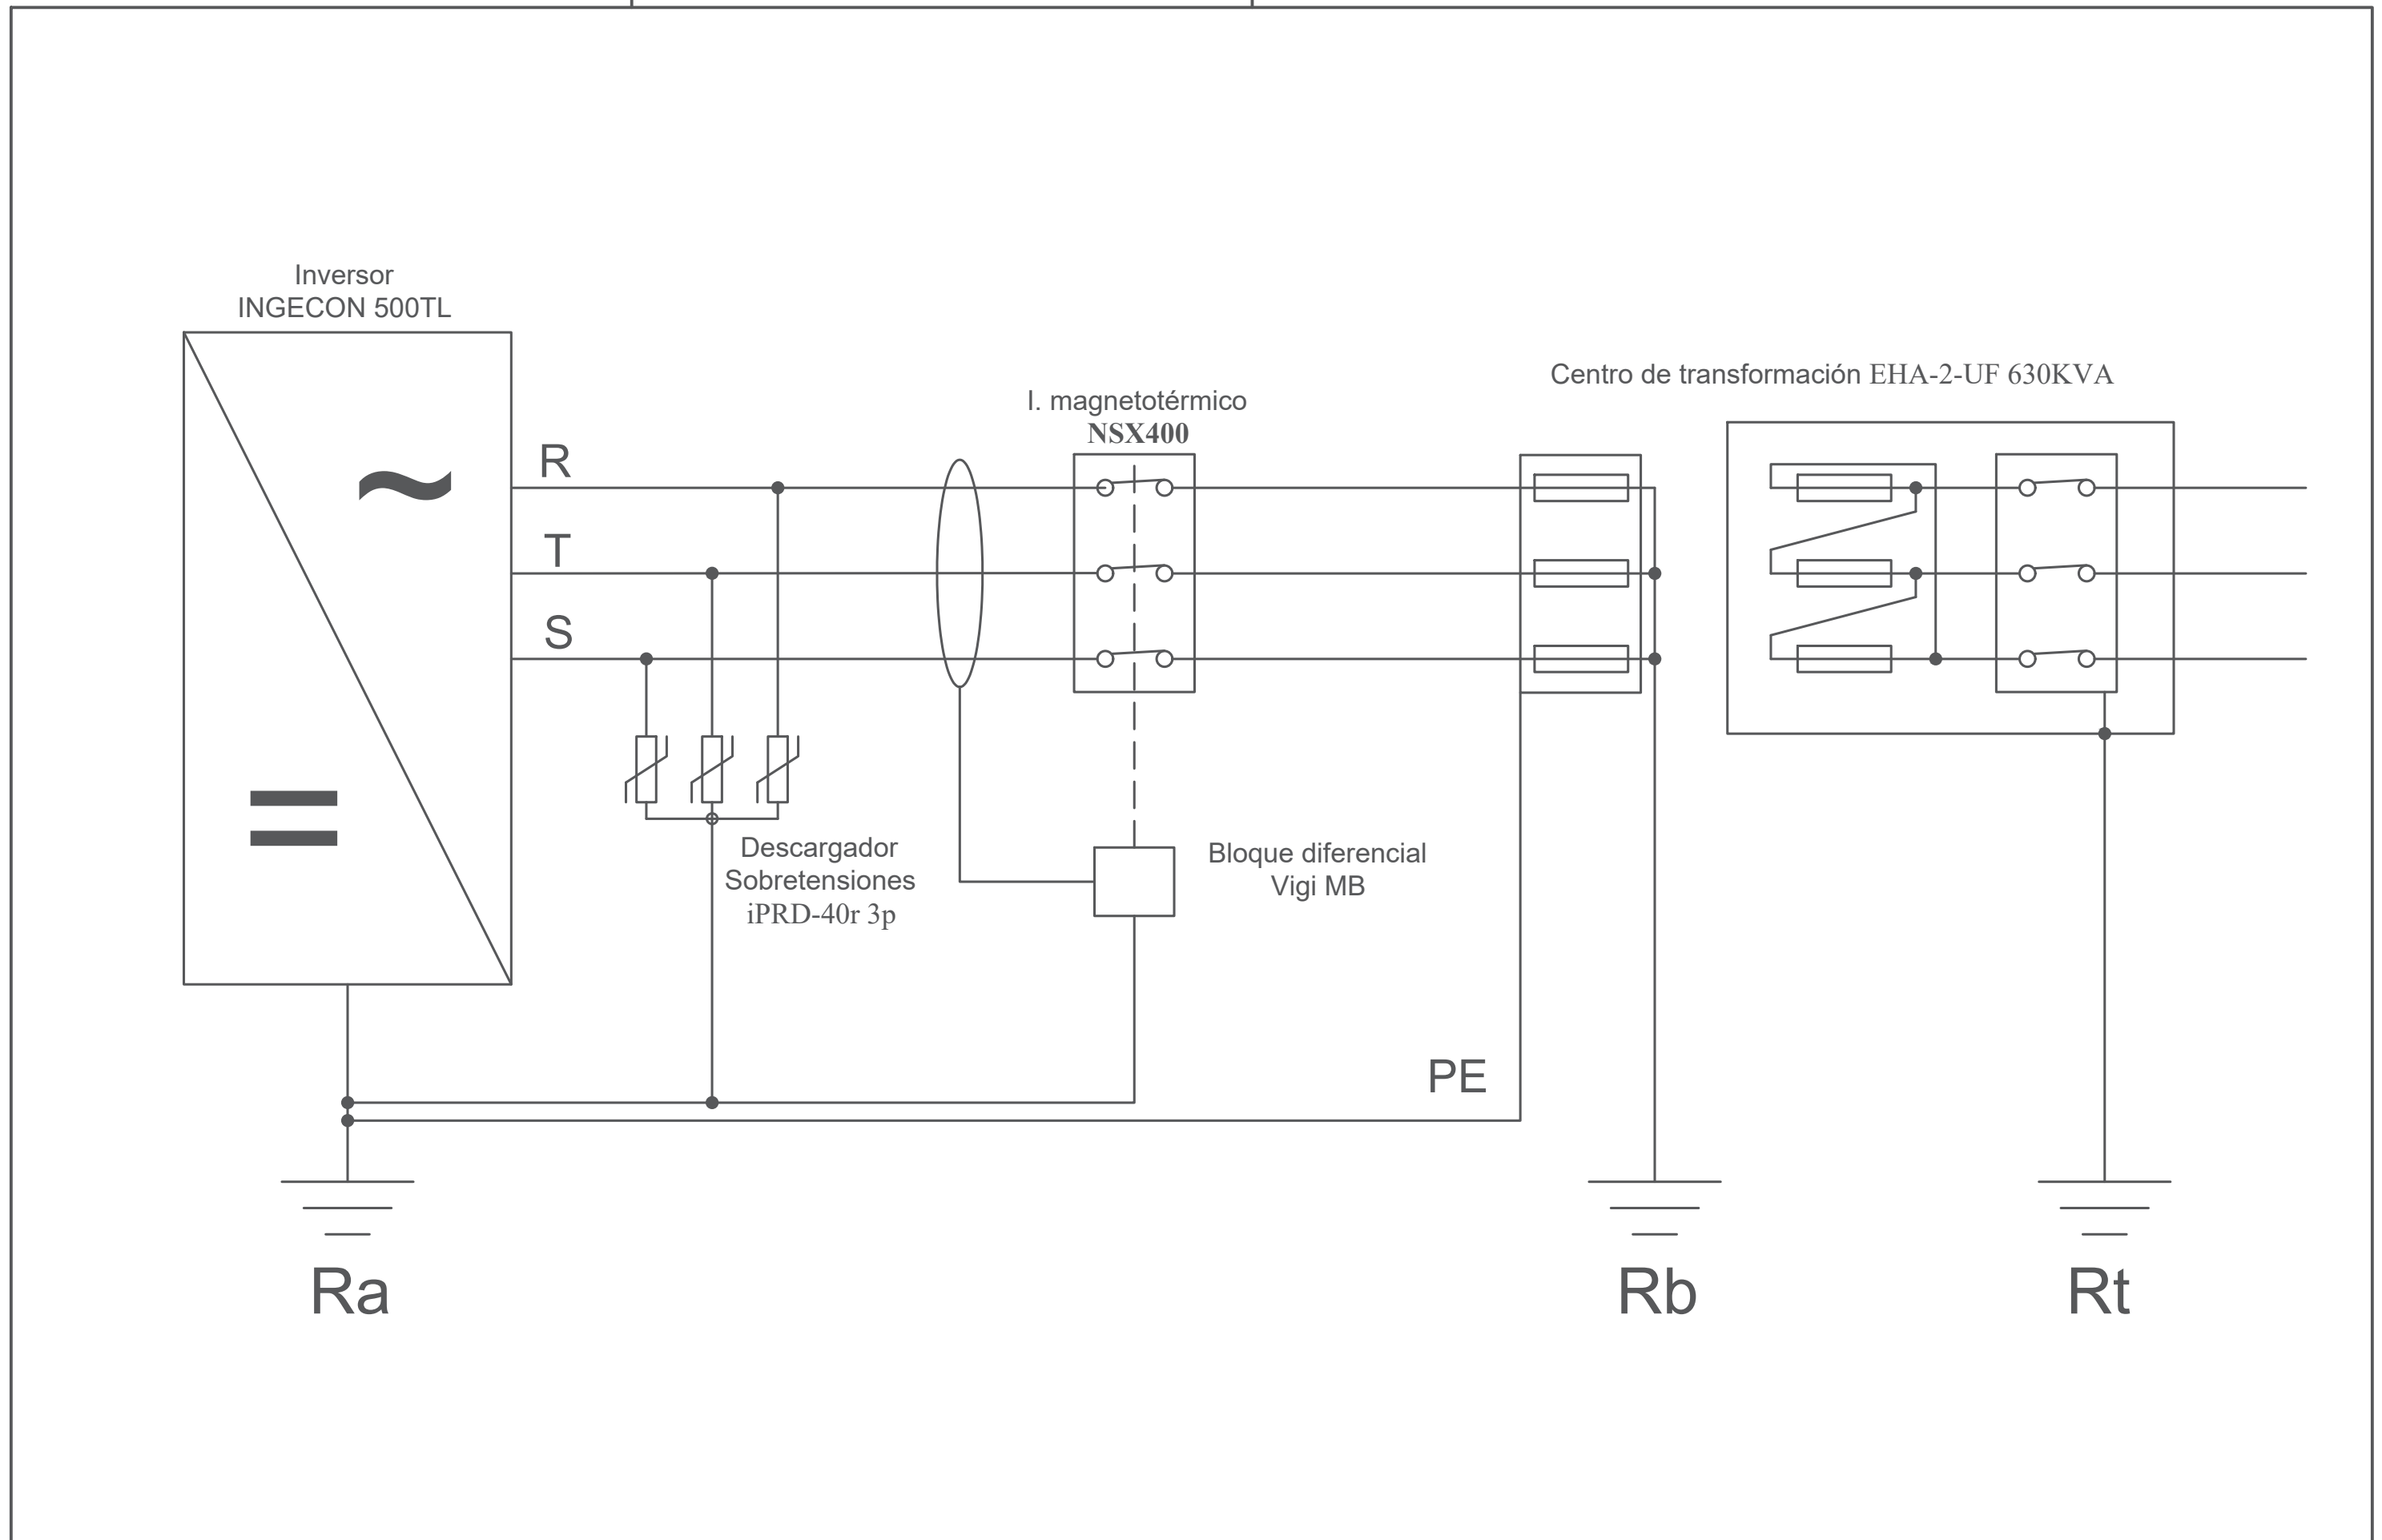 Inversor
INGECON 500TL
Centro de transformación EHA-2-UF 630KVA
I. magnetotérmico
NSX400
R
T
S
Descargador
Sobretensiones
iPRD-40r 3p
Bloque diferencial
Vigi MB
PE
Ra
Rb
Rt